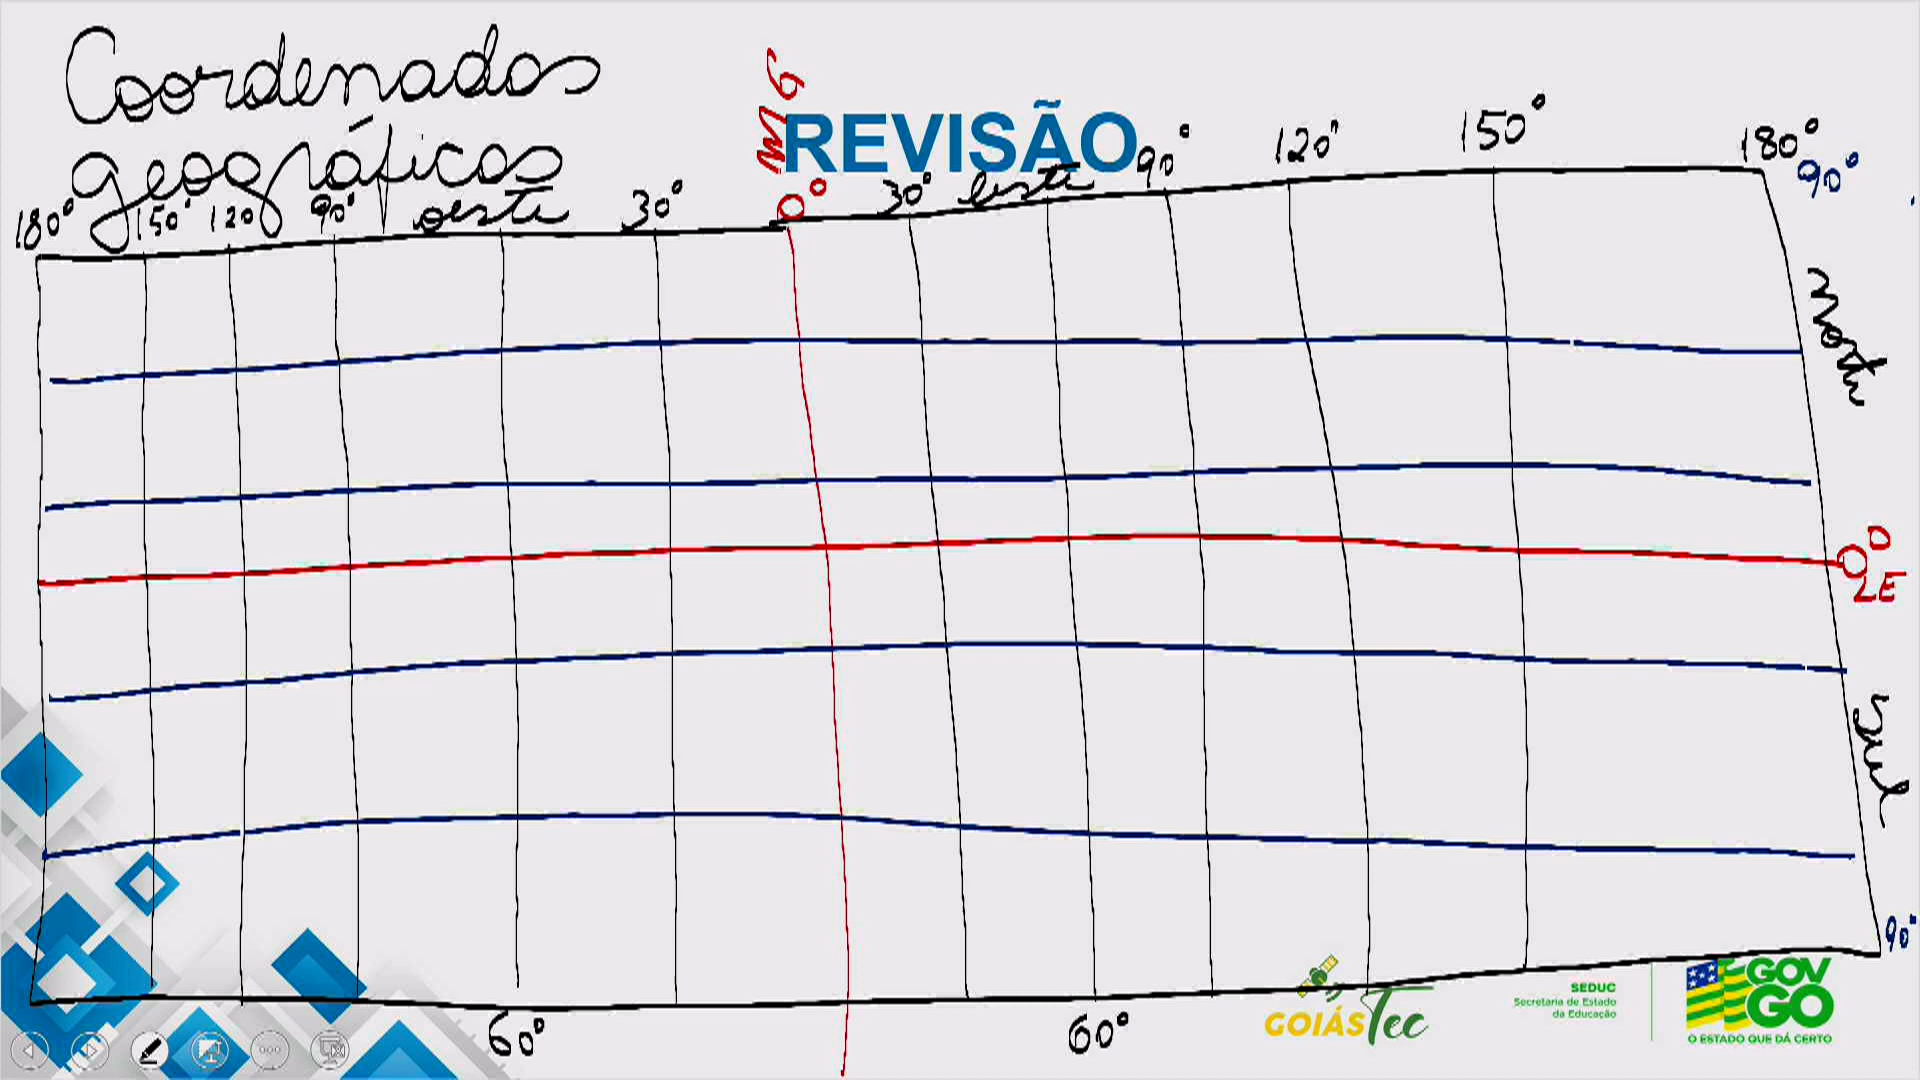 Coordenadas
geográficas
MG
REVISÃO
180° 150° 120 90° oeste 30° 0° 30° leste 90° 120° 150° 180°
90°
Norte
0°
LE
Sul
90°
60° 60°
GOIÁSTec
SEDUC
Secretaria de Estado
da Educação
GOV
GO
O ESTADO QUE DÁ CERTO